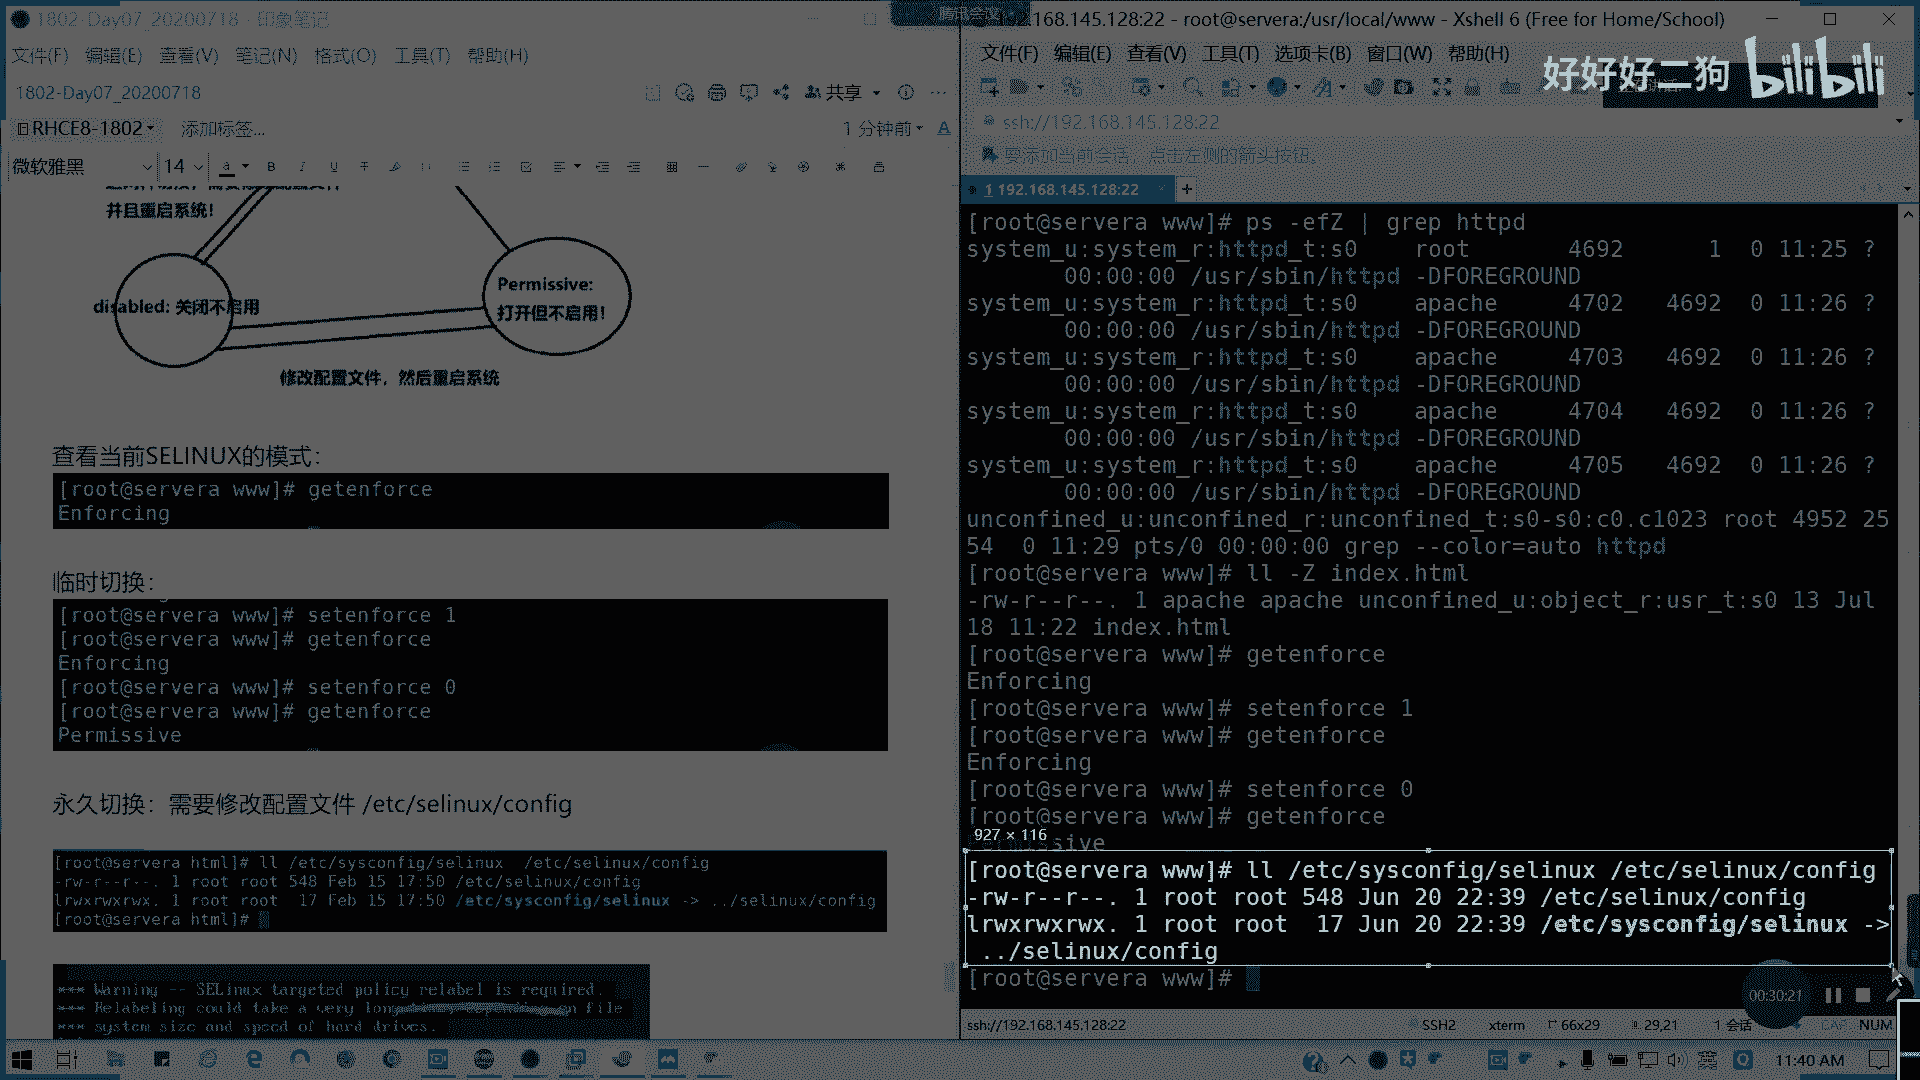 1802-Day07_20200718 - 印象笔记
文件(F) 编辑(E) 查看(V) 笔记(N) 格式(O) 工具(T) 帮助(H)
1802-Day07_20200718
共享
RHCE8-1802 添加标签...
1 分钟前
微软雅黑 14
并且重启系统!
disabled: 关闭不启用
Permissive:
打开但不启用!
修改配置文件，然后重启系统
查看当前SELINUX的模式:
[root@servera www]# getenforce
Enforcing
临时切换:
[root@servera www]# setenforce 1
[root@servera www]# getenforce
Enforcing
[root@servera www]# setenforce 0
[root@servera www]# getenforce
Permissive
永久切换: 需要修改配置文件 /etc/selinux/config
[root@servera html]# ll /etc/sysconfig/selinux  /etc/selinux/config
-rw-r--r--. 1 root root 548 Feb 15 17:50 /etc/selinux/config
lrwxrwxrwx. 1 root root  17 Feb 15 17:50 /etc/sysconfig/selinux -> ../selinux/config
[root@servera html]#
*** Warning -- SELinux targeted policy relabel is required.
*** Relabeling could take a very long time, depending on file
*** system size and speed of hard drives.
腾讯会议
192.168.145.128:22 - root@servera:/usr/local/www - Xshell 6 (Free for Home/School)
文件(F) 编辑(E) 查看(V) 工具(T) 选项卡(B) 窗口(W) 帮助(H)
好好好二狗 bilibili
ssh://192.168.145.128:22
要添加当前会话，点击左侧的箭头按钮。
1 192.168.145.128:22
[root@servera www]# ps -efZ | grep httpd
system_u:system_r:httpd_t:s0    root       4692      1  0 11:25 ?
       00:00:00 /usr/sbin/httpd -DFOREGROUND
system_u:system_r:httpd_t:s0    apache     4702   4692  0 11:26 ?
       00:00:00 /usr/sbin/httpd -DFOREGROUND
system_u:system_r:httpd_t:s0    apache     4703   4692  0 11:26 ?
       00:00:00 /usr/sbin/httpd -DFOREGROUND
system_u:system_r:httpd_t:s0    apache     4704   4692  0 11:26 ?
       00:00:00 /usr/sbin/httpd -DFOREGROUND
system_u:system_r:httpd_t:s0    apache     4705   4692  0 11:26 ?
       00:00:00 /usr/sbin/httpd -DFOREGROUND
unconfined_u:unconfined_r:unconfined_t:s0-s0:c0.c1023 root 4952 25
54  0 11:29 pts/0 00:00:00 grep --color=auto httpd
[root@servera www]# ll -Z index.html
-rw-r--r--. 1 apache apache unconfined_u:object_r:usr_t:s0 13 Jul
18 11:22 index.html
[root@servera www]# getenforce
Enforcing
[root@servera www]# setenforce 1
[root@servera www]# getenforce
Enforcing
[root@servera www]# setenforce 0
[root@servera www]# getenforce
927 × 116
Permissive
[root@servera www]# ll /etc/sysconfig/selinux /etc/selinux/config
-rw-r--r--. 1 root root 548 Jun 20 22:39 /etc/selinux/config
lrwxrwxrwx. 1 root root  17 Jun 20 22:39 /etc/sysconfig/selinux ->
 ../selinux/config
[root@servera www]#
00:30:21
ssh://192.168.145.128:22 SSH2 xterm 66x29 29,21 1 会话 CAP NUM
英 11:40 AM